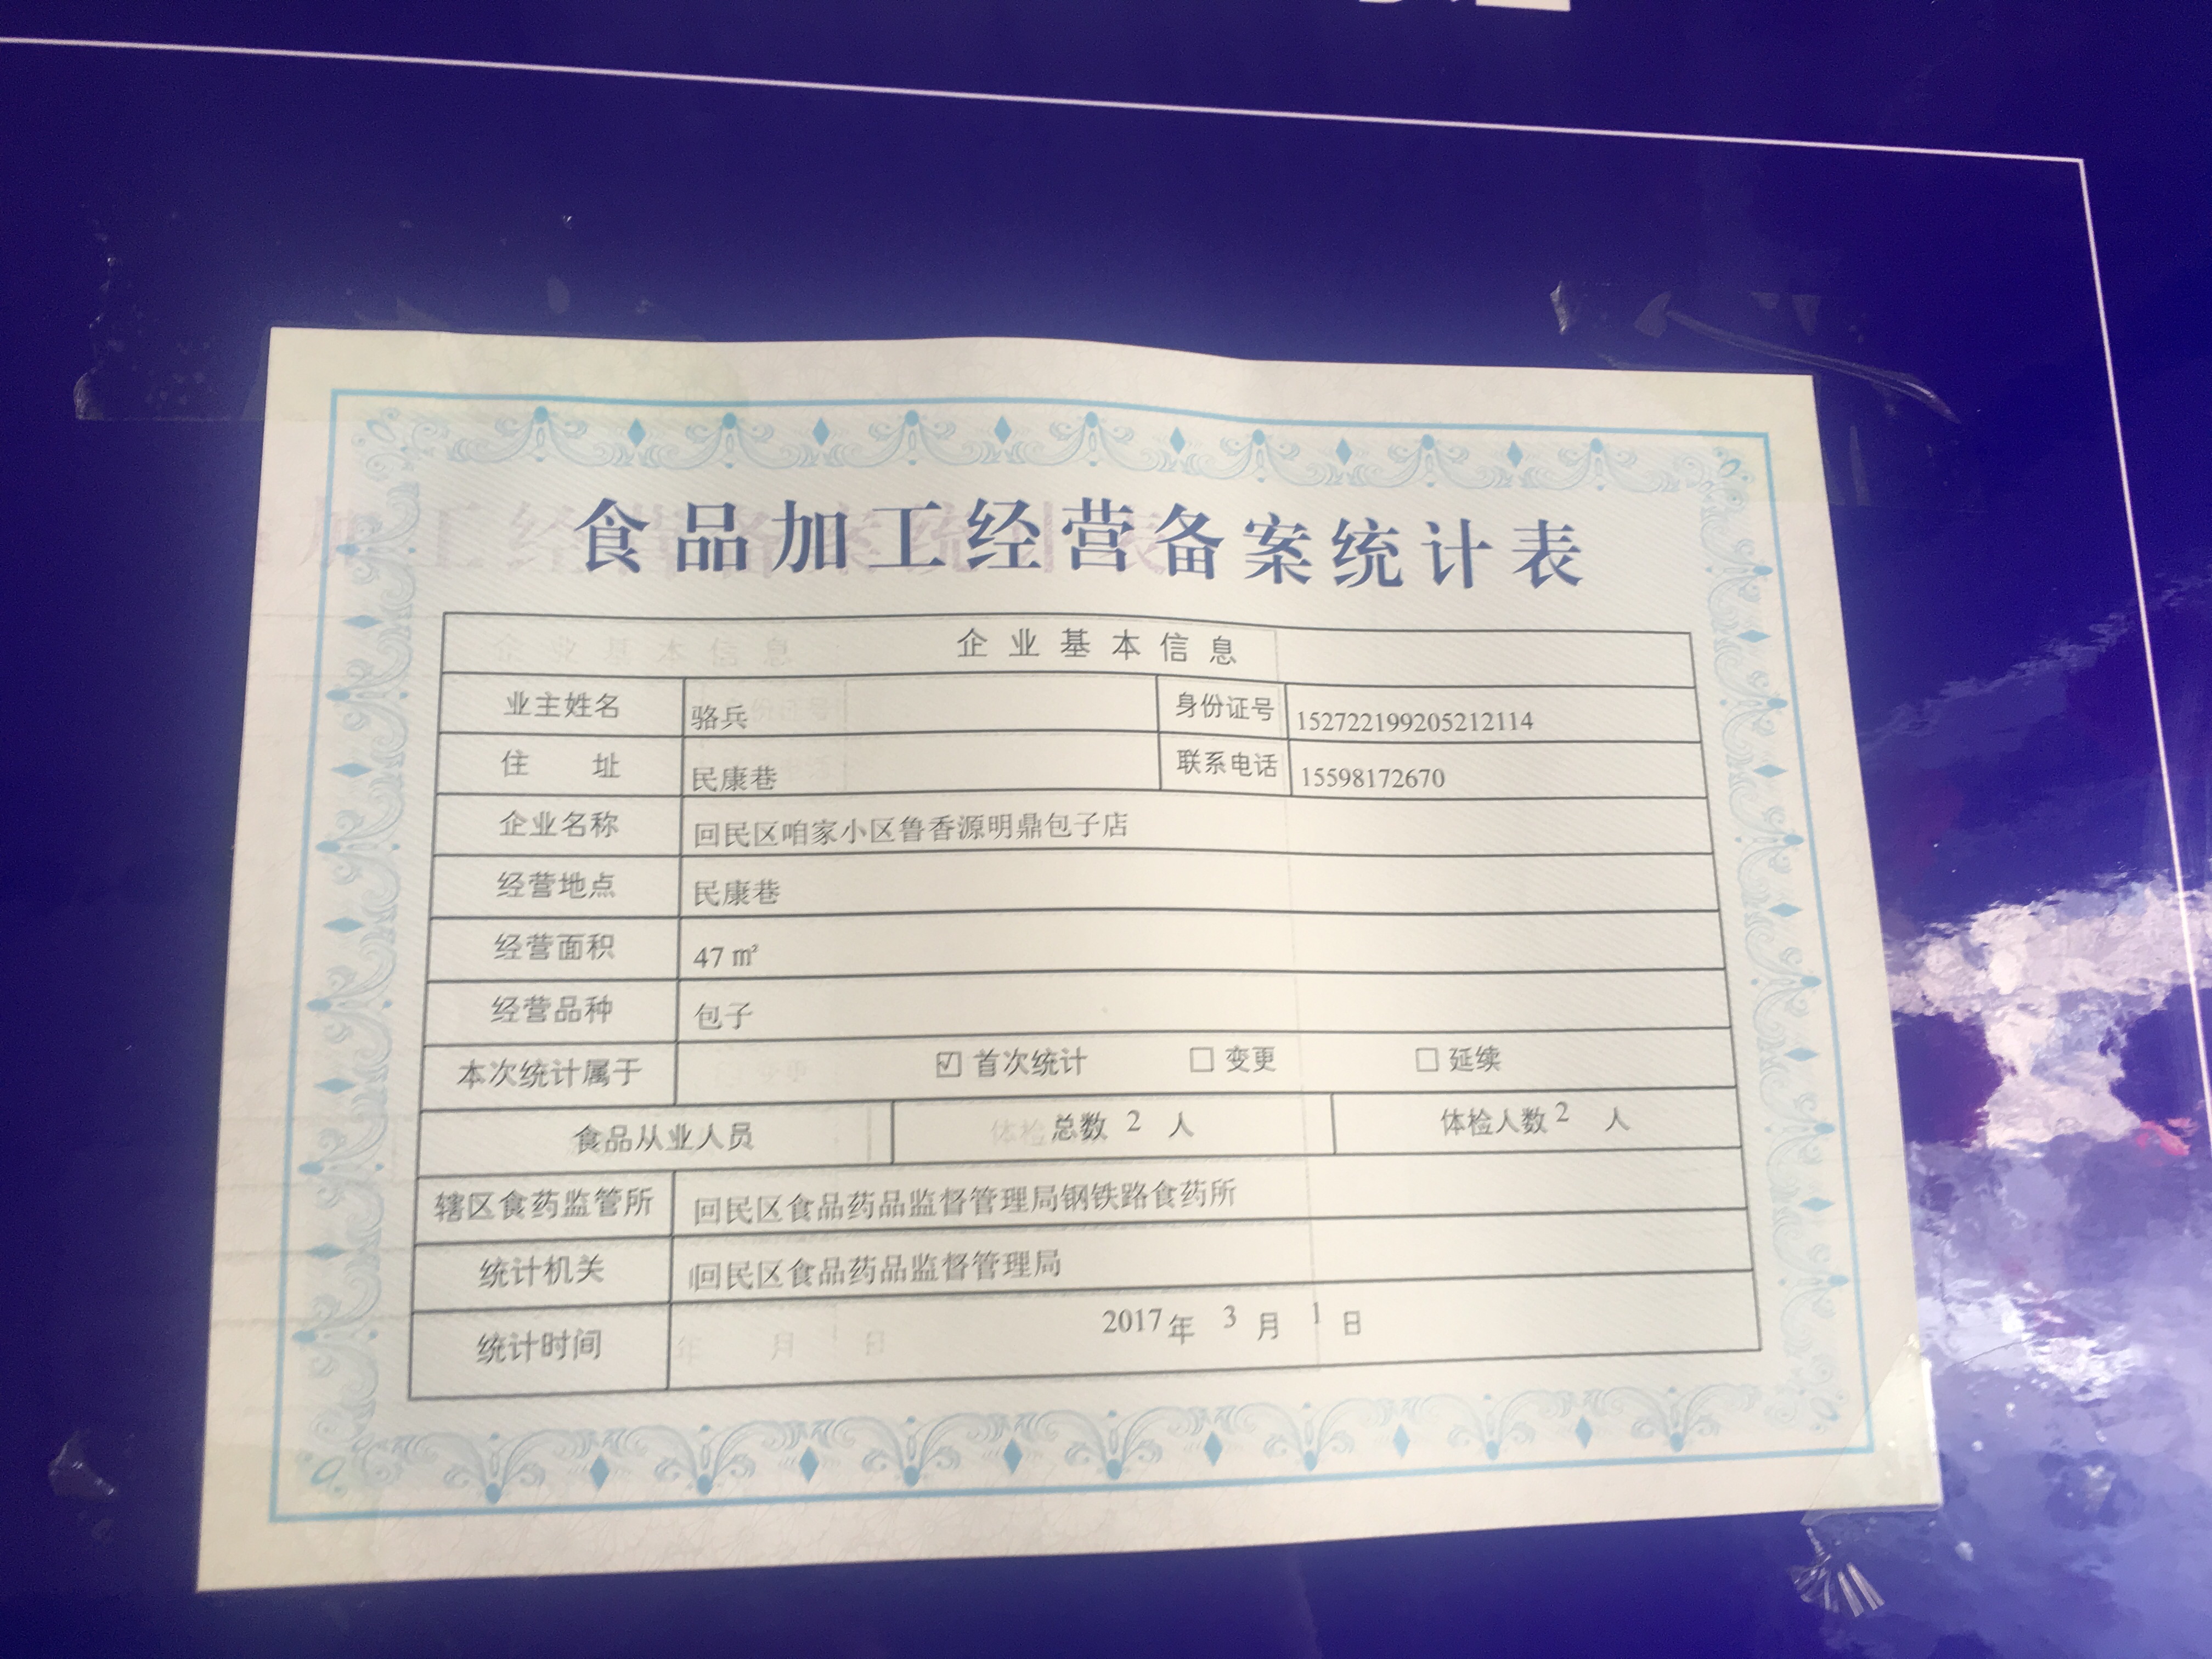 食品加工经营备案统计表
企业基本信息
业主姓名 骆兵 身份证号 152722199205212114
住 址 民康巷 联系电话 15598172670
企业名称 回民区咱家小区鲁香源明鼎包子店
经营地点 民康巷
经营面积 47㎡
经营品种 包子
本次统计属于 ☑首次统计 □变更 □延续
食品从业人员 总数 2 人 体检人数 2 人
辖区食药监管所 回民区食品药品监督管理局钢铁路食药所
统计机关 回民区食品药品监督管理局
统计时间 2017年 3 月 1 日